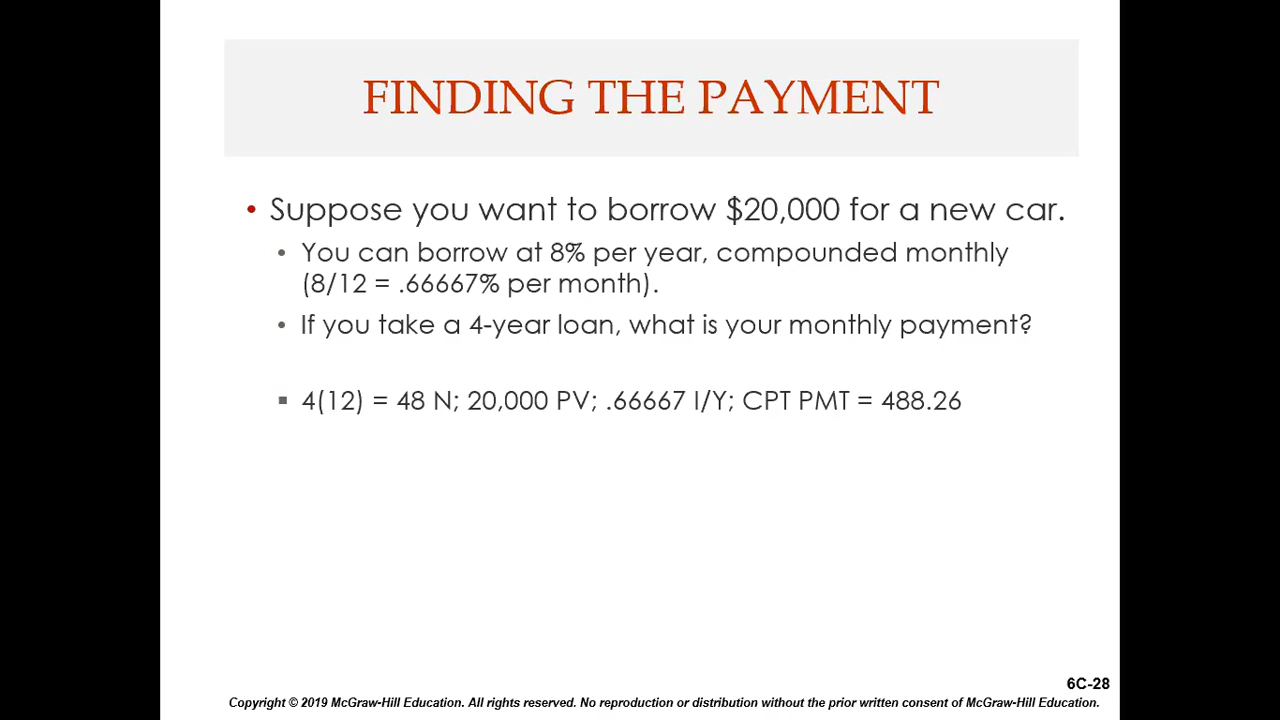 FINDING THE PAYMENT
• Suppose you want to borrow $20,000 for a new car.
• You can borrow at 8% per year, compounded monthly
(8/12 = .66667% per month).
• If you take a 4-year loan, what is your monthly payment?
▪ 4(12) = 48 N; 20,000 PV; .66667 I/Y; CPT PMT = 488.26
6C-28
Copyright © 2019 McGraw-Hill Education. All rights reserved. No reproduction or distribution without the prior written consent of McGraw-Hill Education.